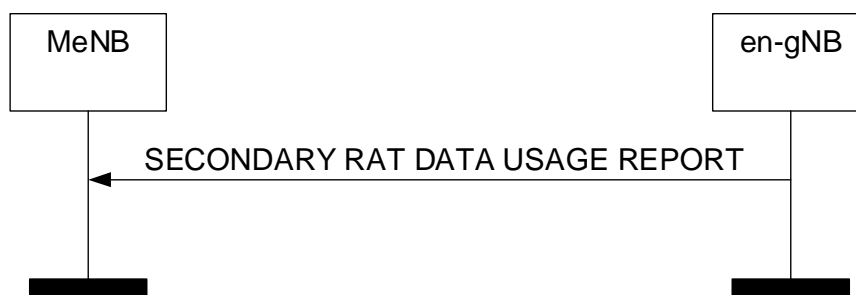 MeNB
en-gNB
SECONDARY RAT DATA USAGE REPORT